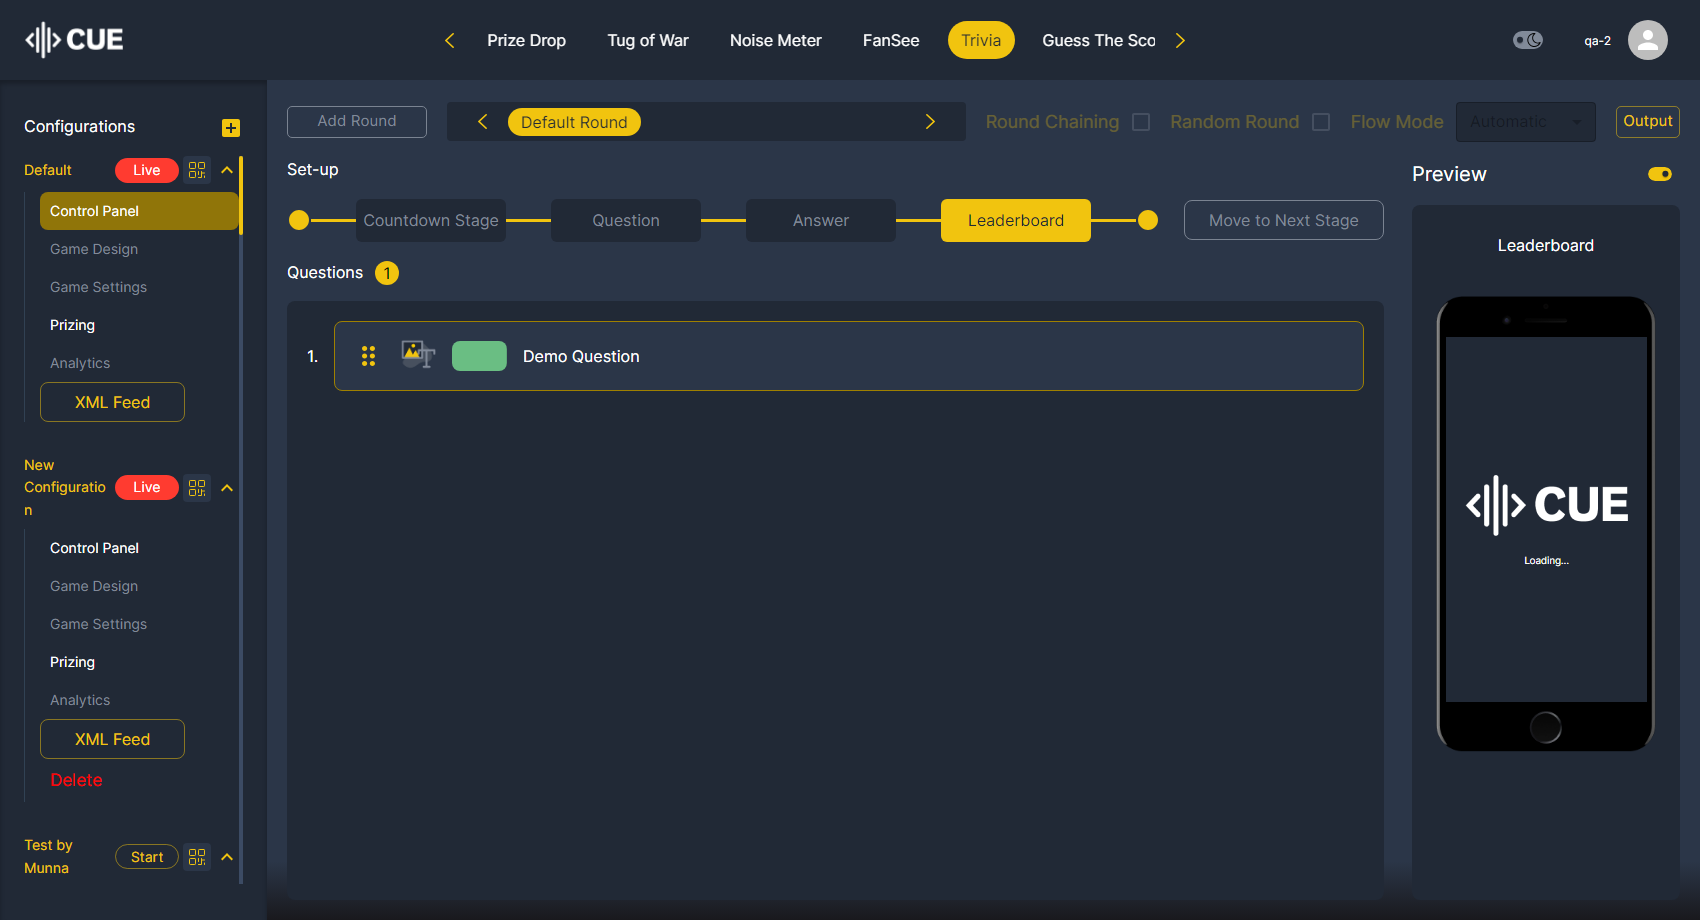 CUE
Prize Drop
Tug of War
Noise Meter
FanSee
Trivia
Guess The Sco
qa-2
Configurations
Default
Live
Control Panel
Game Design
Game Settings
Prizing
Analytics
XML Feed
New
Configuratio
n
Live
Control Panel
Game Design
Game Settings
Prizing
Analytics
XML Feed
Delete
Test by
Munna
Start
Add Round
Default Round
Round Chaining
Random Round
Flow Mode
Automatic
Output
Set-up
Countdown Stage
Question
Answer
Leaderboard
Move to Next Stage
Questions 1
1.
T
Demo Question
Preview
Leaderboard
CUE
Loading...